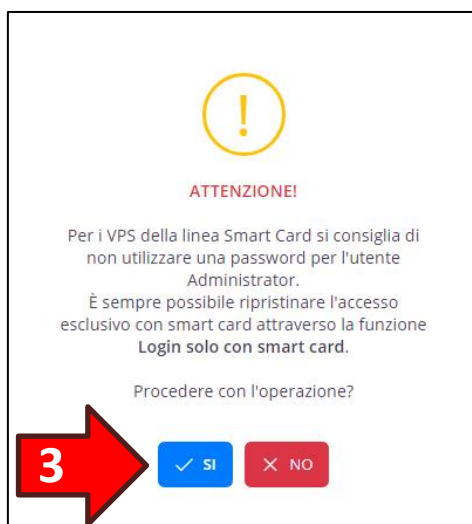 !
ATTENZIONE!
Per i VPS della linea Smart Card si consiglia di
non utilizzare una password per l'utente
Administrator.
È sempre possibile ripristinare l'accesso
esclusivo con smart card attraverso la funzione
Login solo con smart card.
Procedere con l'operazione?
3
SI
NO